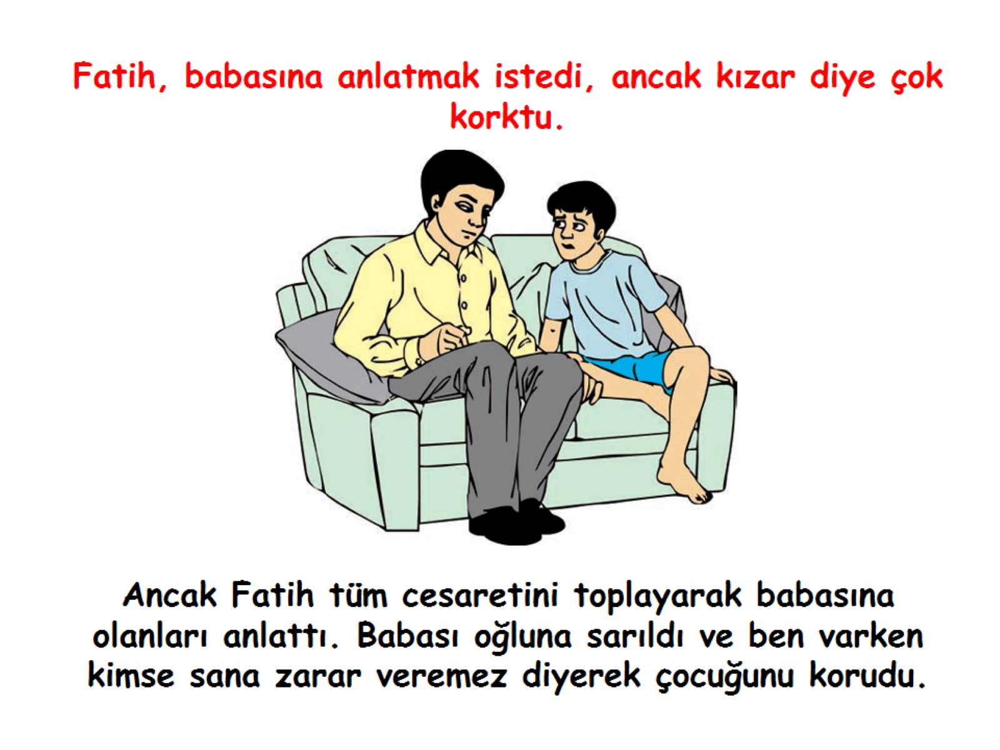 Fatih, babasına anlatmak istedi, ancak kızar diye çok
korktu.
Ancak Fatih tüm cesaretini toplayarak babasına
olanları anlattı. Babası oğluna sarıldı ve ben varken
kimse sana zarar veremez diyerek çocuğunu korudu.